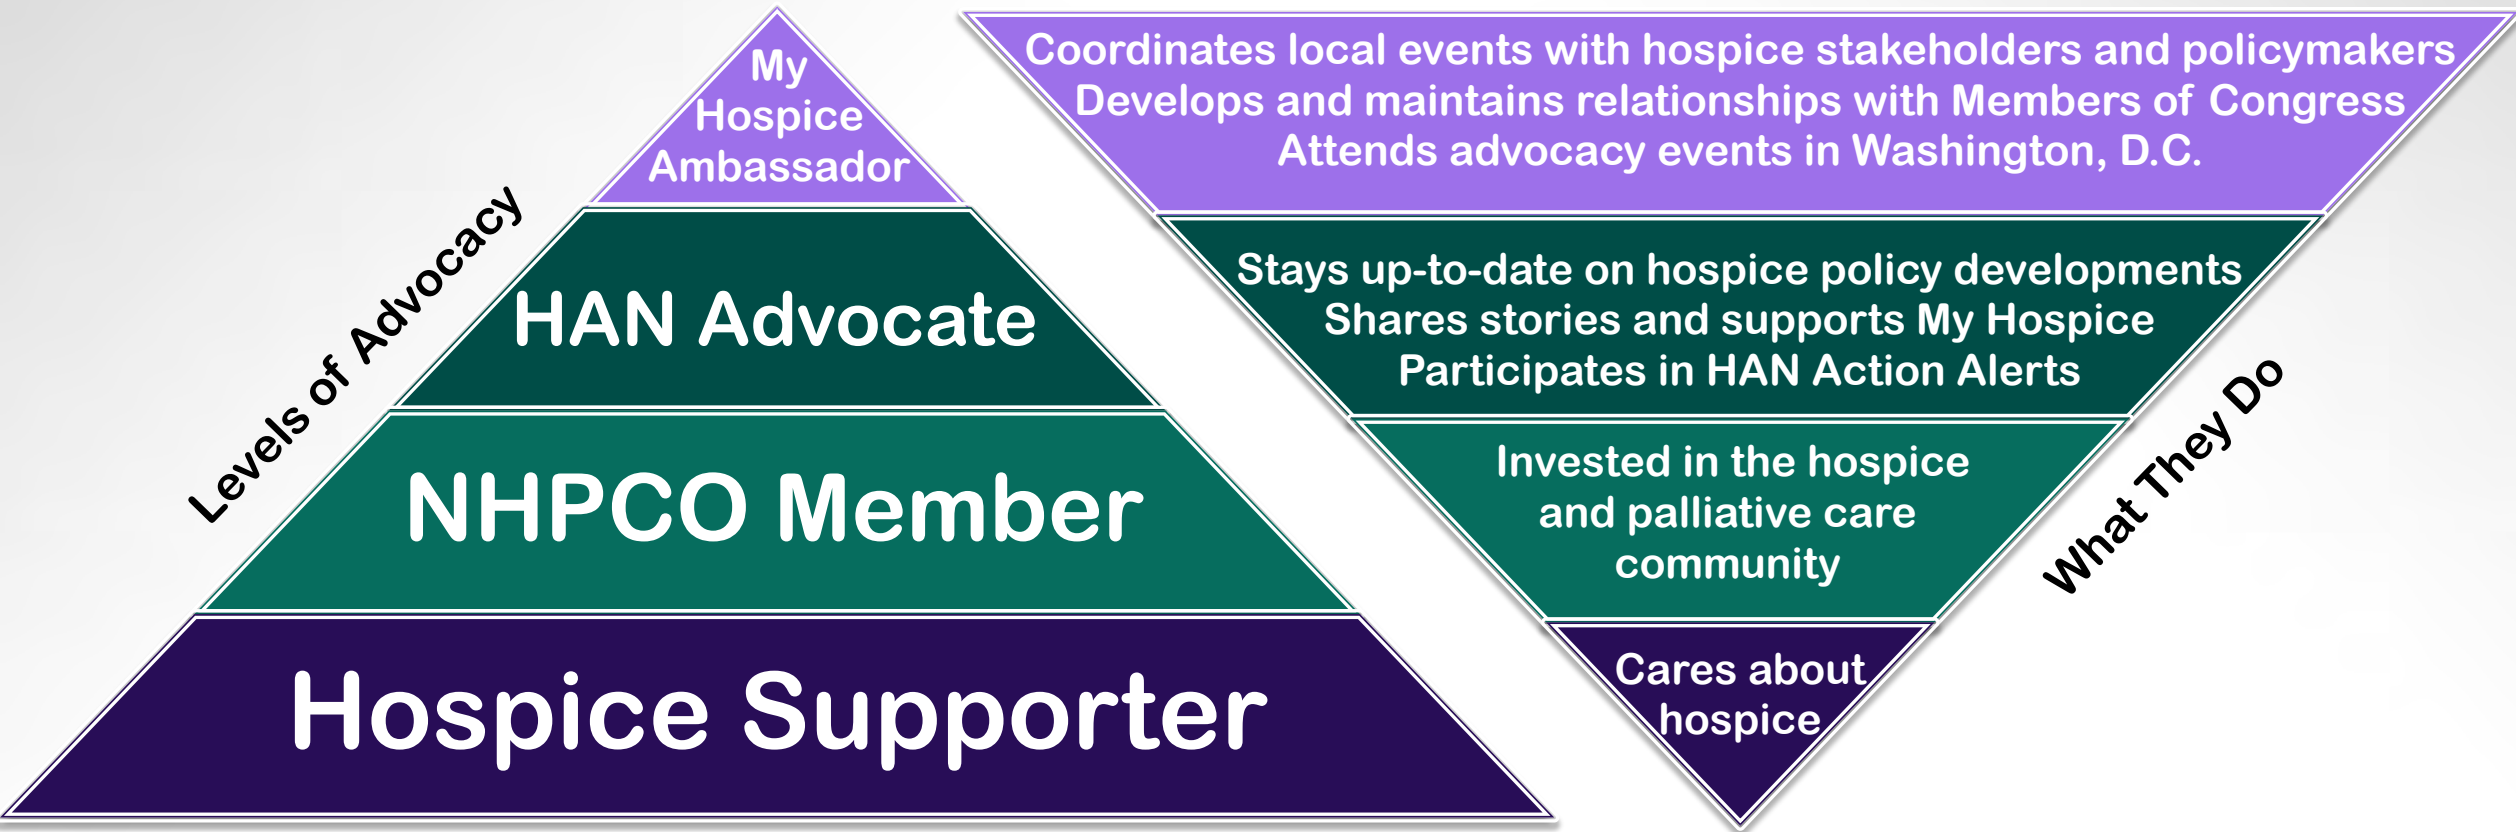 Levels of Advocacy
My
Hospice
Ambassador
HAN Advocate
NHPCO Member
Hospice Supporter
Coordinates local events with hospice stakeholders and policymakers
Develops and maintains relationships with Members of Congress
Attends advocacy events in Washington, D.C.
Stays up-to-date on hospice policy developments
Shares stories and supports My Hospice
Participates in HAN Action Alerts
Invested in the hospice
and palliative care
community
Cares about
hospice
What They Do